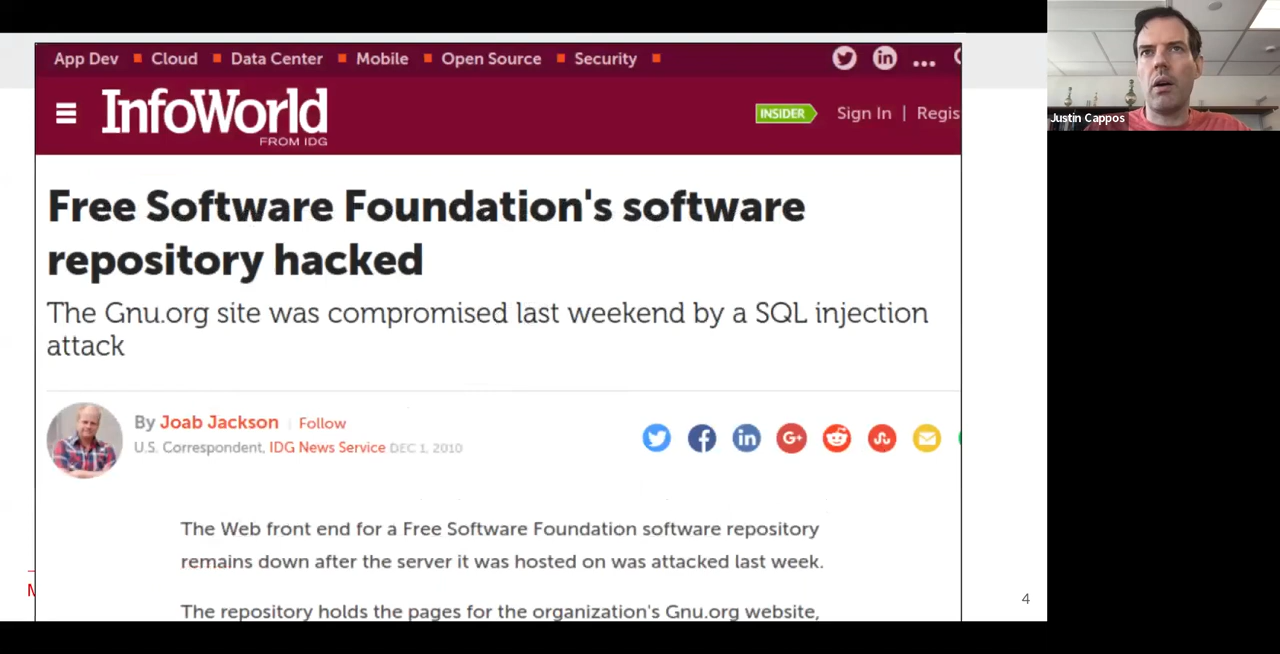 App Dev Cloud Data Center Mobile Open Source Security
InfoWorld
FROM IDG
INSIDER Sign In | Regis
Free Software Foundation's software
repository hacked
The Gnu.org site was compromised last weekend by a SQL injection
attack
By Joab Jackson Follow
U.S. Correspondent, IDG News Service DEC 1, 2010
The Web front end for a Free Software Foundation software repository
remains down after the server it was hosted on was attacked last week.
The repository holds the pages for the organization's Gnu.org website,
4
Justin Cappos